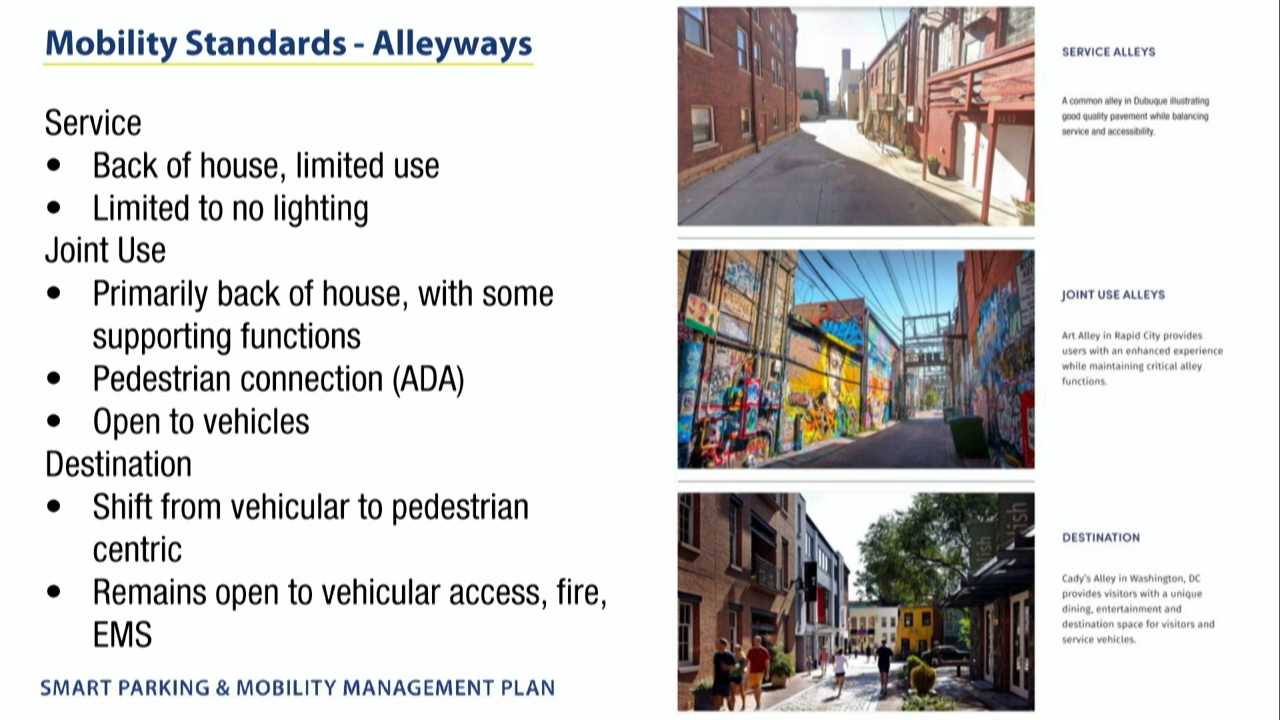 Mobility Standards - Alleyways
Service
• Back of house, limited use
• Limited to no lighting
Joint Use
• Primarily back of house, with some
supporting functions
• Pedestrian connection (ADA)
• Open to vehicles
Destination
• Shift from vehicular to pedestrian
centric
• Remains open to vehicular access, fire,
EMS
SMART PARKING & MOBILITY MANAGEMENT PLAN
SERVICE ALLEYS
A common alley in Dubuque illustrating
good quality pavement while balancing
service and accessibility.
JOINT USE ALLEYS
Art Alley in Rapid City provides
users with an enhanced experience
while maintaining critical alley
functions.
lish
lish
DESTINATION
Cady's Alley in Washington, DC
provides visitors with a unique
dining, entertainment and
destination space for visitors and
service vehicles.